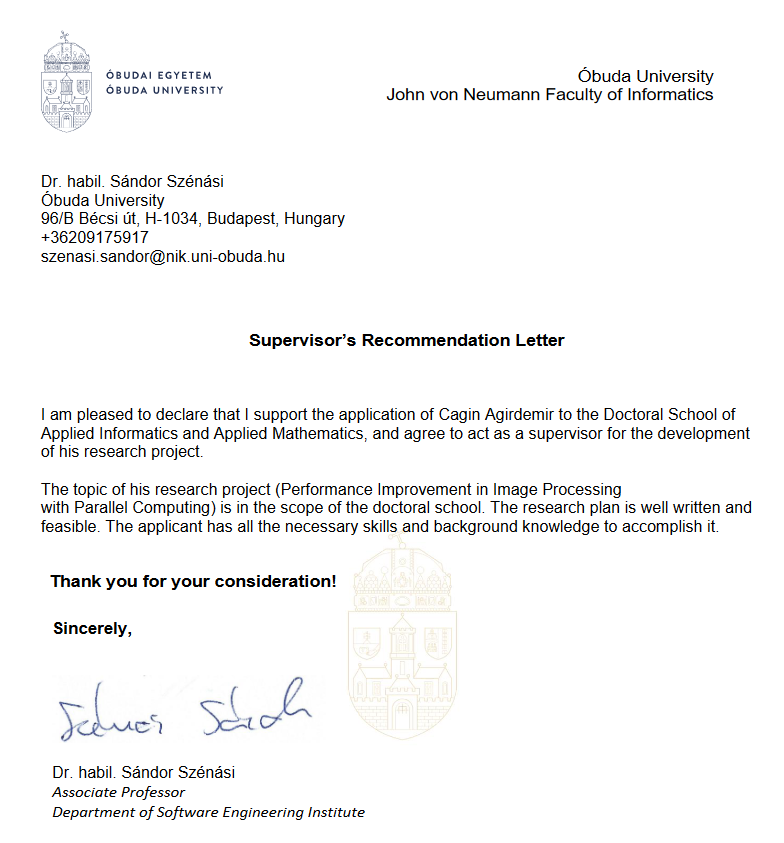 ÓBUDAI EGYETEM
ÓBUDA UNIVERSITY
Óbuda University
John von Neumann Faculty of Informatics
Dr. habil. Sándor Szénási
Óbuda University
96/B Bécsi út, H-1034, Budapest, Hungary
+36209175917
szenasi.sandor@nik.uni-obuda.hu
Supervisor’s Recommendation Letter
I am pleased to declare that I support the application of Cagin Agirdemir to the Doctoral School of
Applied Informatics and Applied Mathematics, and agree to act as a supervisor for the development
of his research project.
The topic of his research project (Performance Improvement in Image Processing
with Parallel Computing) is in the scope of the doctoral school. The research plan is well written and
feasible. The applicant has all the necessary skills and background knowledge to accomplish it.
Thank you for your consideration!
Sincerely,
Dr. habil. Sándor Szénási
Associate Professor
Department of Software Engineering Institute